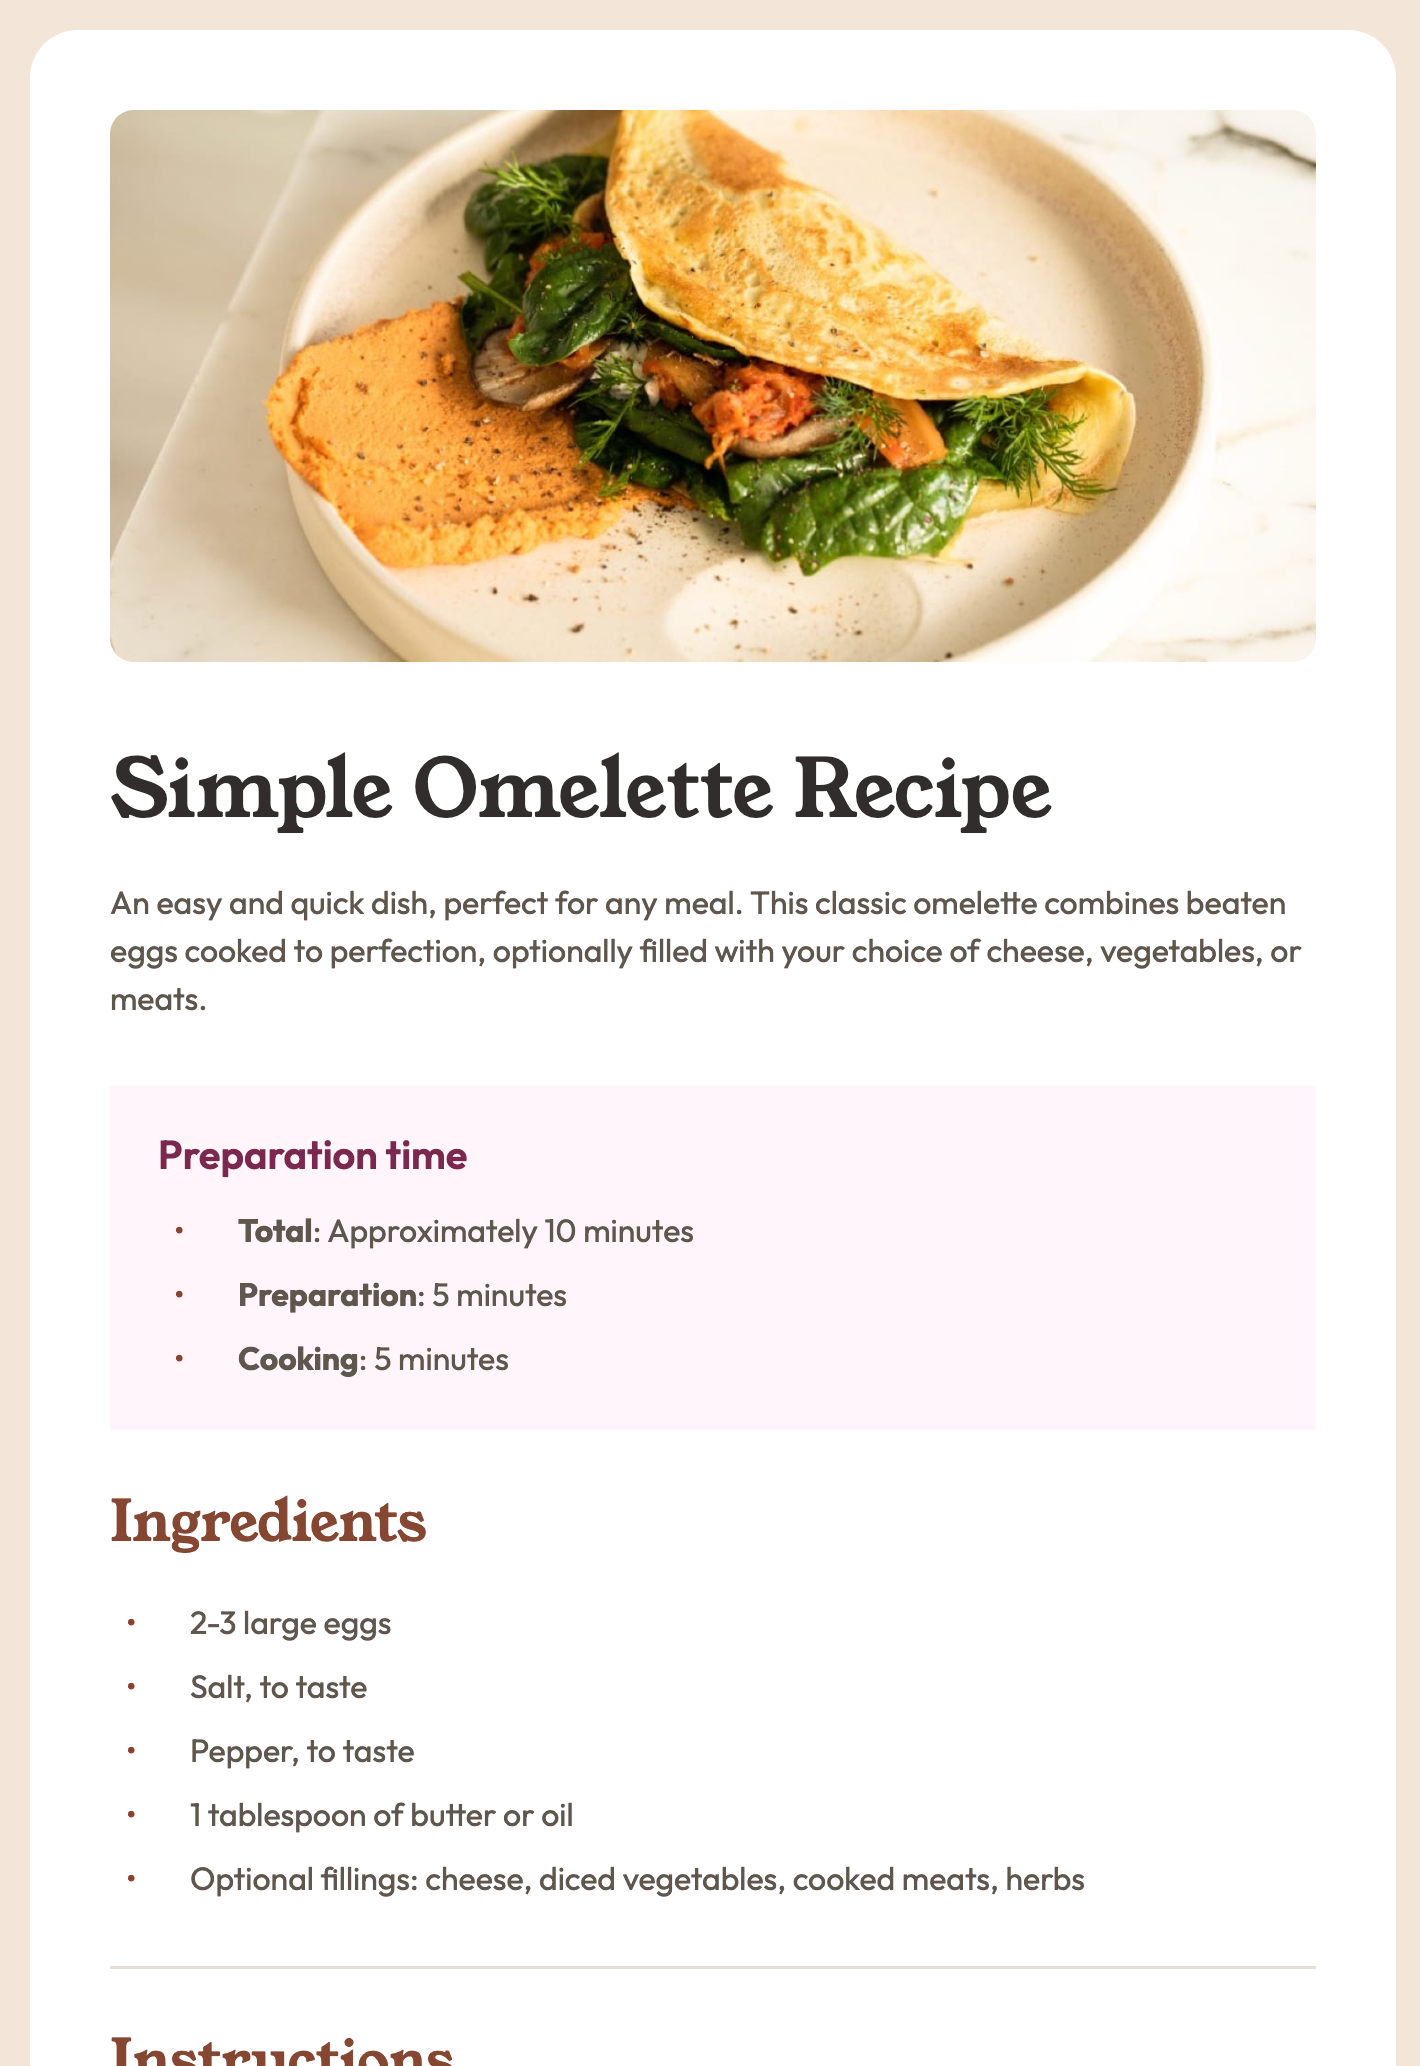 Simple Omelette Recipe
An easy and quick dish, perfect for any meal. This classic omelette combines beaten
eggs cooked to perfection, optionally filled with your choice of cheese, vegetables, or
meats.
Preparation time
• Total: Approximately 10 minutes
• Preparation: 5 minutes
• Cooking: 5 minutes
Ingredients
• 2-3 large eggs
• Salt, to taste
• Pepper, to taste
• 1 tablespoon of butter or oil
• Optional fillings: cheese, diced vegetables, cooked meats, herbs
Instructions